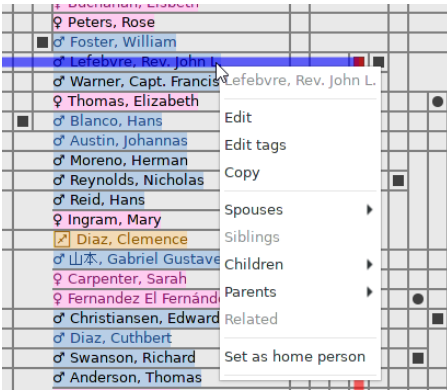 Buchanan, Elsbeth
♀ Peters, Rose
♂ Foster, William
♂ Lefebvre, Rev. John L.
♂ Warner, Capt. Francis
♀ Thomas, Elizabeth
♂ Blanco, Hans
♂ Austin, Johannas
♂ Moreno, Herman
♂ Reynolds, Nicholas
♂ Reid, Hans
♀ Ingram, Mary
Diaz, Clemence
♂ 山本, Gabriel Gustave
♀ Carpenter, Sarah
♀ Fernandez El Fernánd
♂ Christiansen, Edward
♂ Diaz, Cuthbert
♂ Swanson, Richard
♂ Anderson, Thomas
Lefebvre, Rev. John L.
Edit
Edit tags
Copy
Spouses
Siblings
Children
Parents
Related
Set as home person